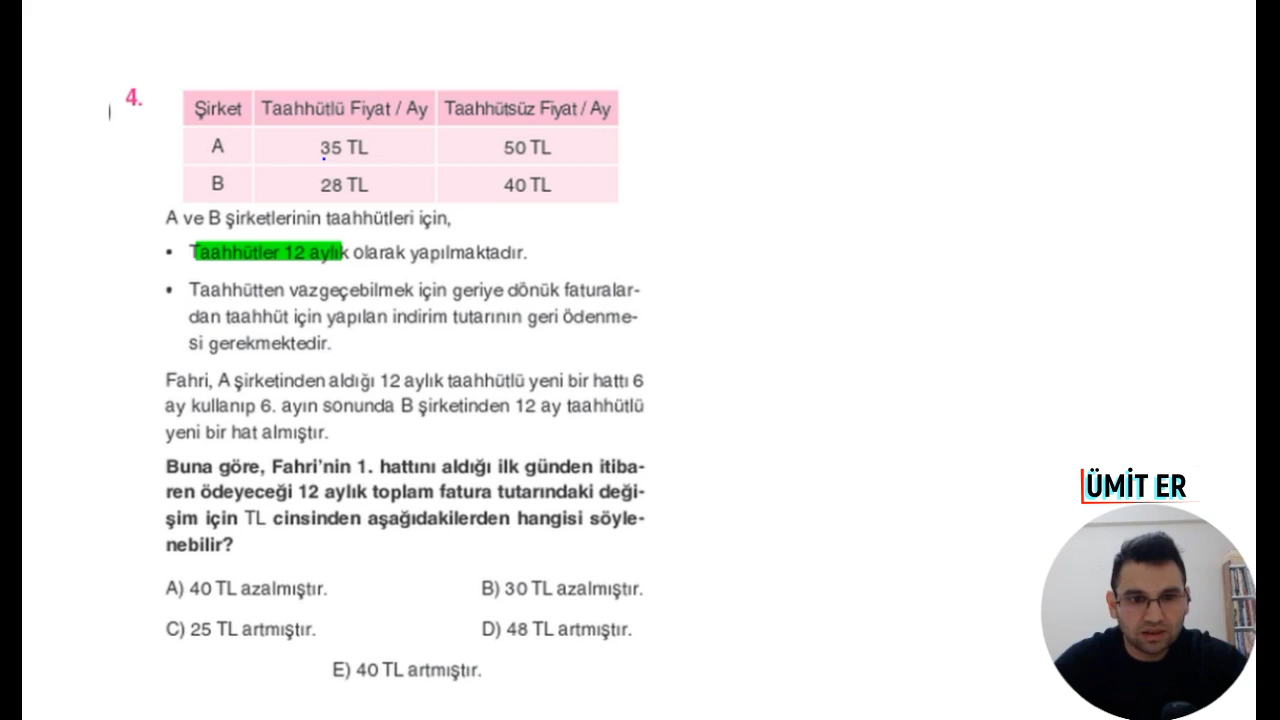 4.
Şirket Taahhütlü Fiyat / Ay Taahhütsüz Fiyat / Ay
A 35 TL 50 TL
B 28 TL 40 TL
A ve B şirketlerinin taahhütleri için,
• Taahhütler 12 aylık olarak yapılmaktadır.
• Taahhütten vazgeçebilmek için geriye dönük faturalar-
dan taahhüt için yapılan indirim tutarının geri ödenme-
si gerekmektedir.
Fahri, A şirketinden aldığı 12 aylık taahhütlü yeni bir hattı 6
ay kullanıp 6. ayın sonunda B şirketinden 12 ay taahhütlü
yeni bir hat almıştır.
Buna göre, Fahri'nin 1. hattını aldığı ilk günden itiba-
ren ödeyeceği 12 aylık toplam fatura tutarındaki deği-
şim için TL cinsinden aşağıdakilerden hangisi söyle-
nebilir?
A) 40 TL azalmıştır. B) 30 TL azalmıştır.
C) 25 TL artmıştır. D) 48 TL artmıştır.
E) 40 TL artmıştır.
ÜMİT ER